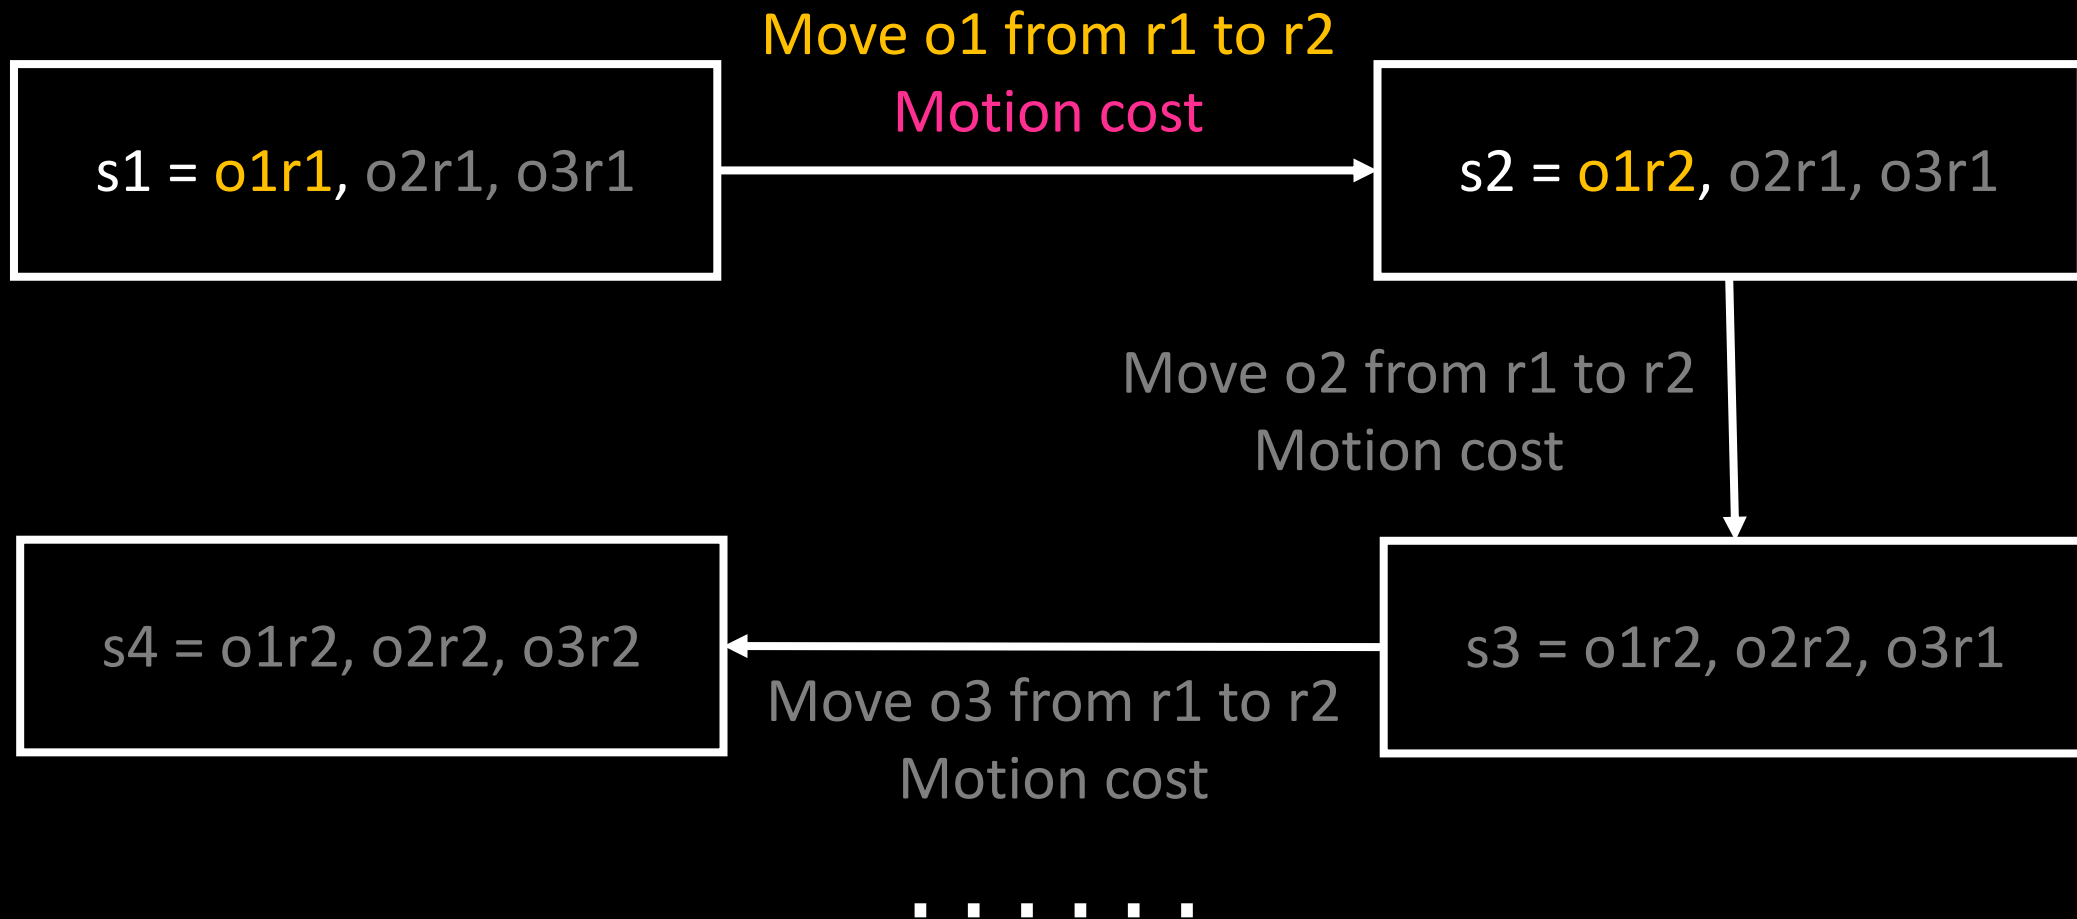 Move o1 from r1 to r2
Motion cost
s1 = o1r1, o2r1, o3r1
s2 = o1r2, o2r1, o3r1
Move o2 from r1 to r2
Motion cost
s4 = o1r2, o2r2, o3r2
s3 = o1r2, o2r2, o3r1
Move o3 from r1 to r2
Motion cost
. . . . . .